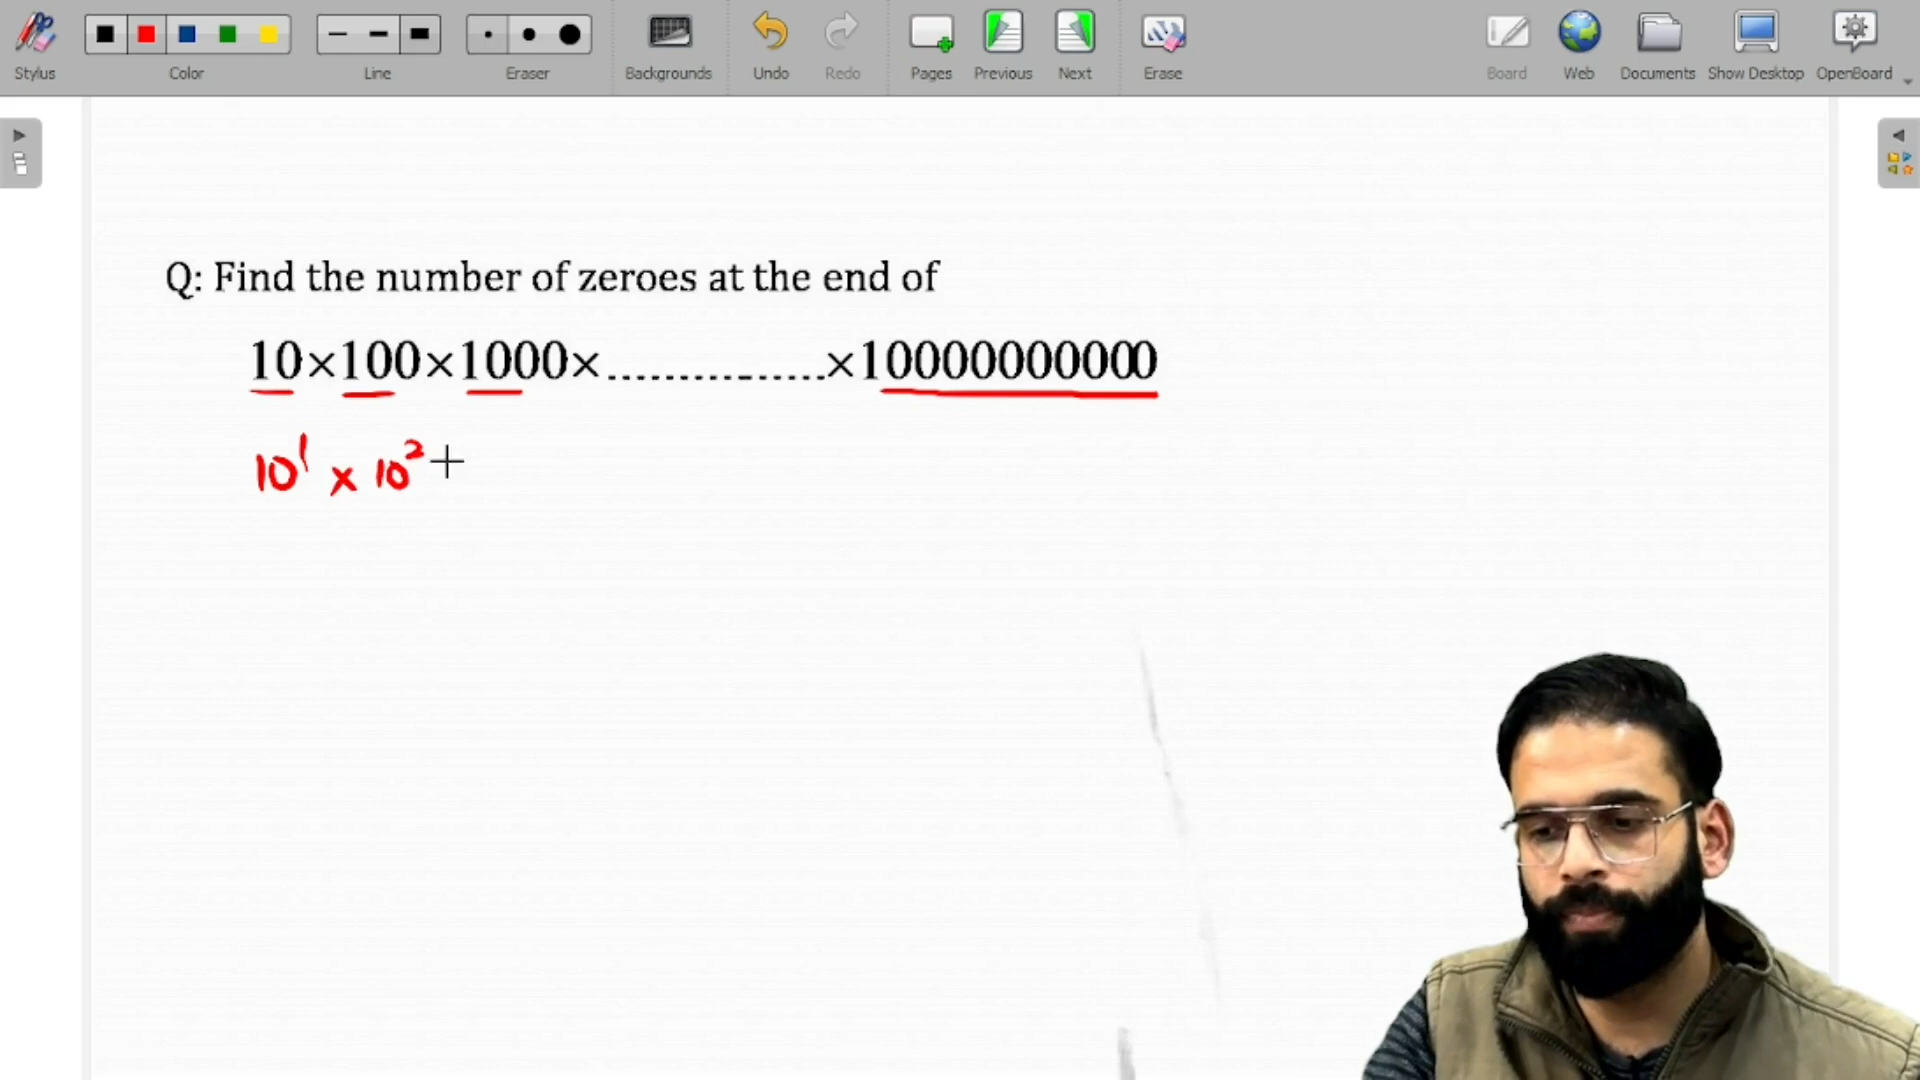 Stylus
Color
Line
Eraser
Backgrounds
Undo
Redo
Pages
Previous
Next
Erase
Board
Web
Documents
Show Desktop
OpenBoard
Q: Find the number of zeroes at the end of
10×100×1000×................×10000000000
10¹ × 10²